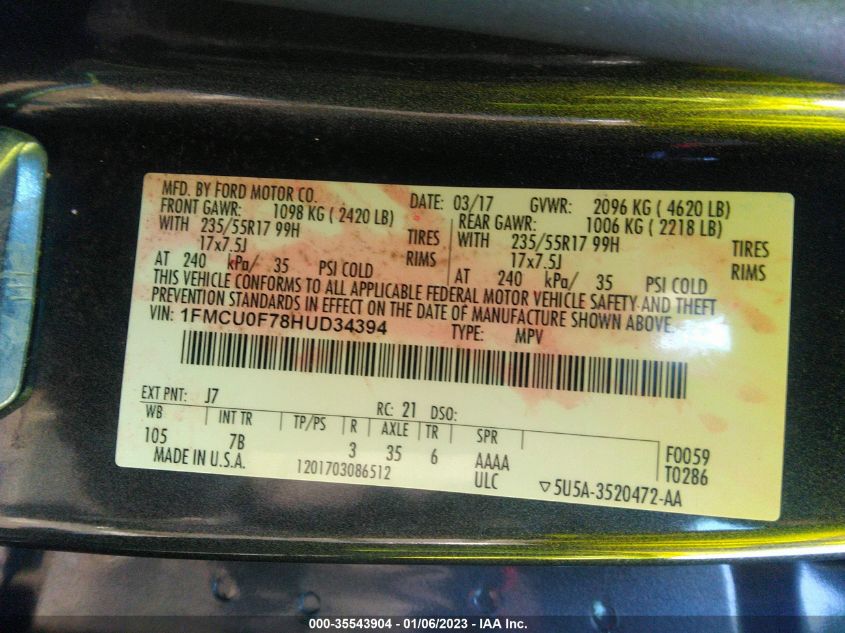 MFD. BY FORD MOTOR CO.
DATE: 03/17 GVWR: 2096 KG ( 4620 LB)
FRONT GAWR: 1098 KG ( 2420 LB) REAR GAWR: 1006 KG ( 2218 LB)
WITH 235/55R17 99H TIRES WITH 235/55R17 99H TIRES
17x7.5J RIMS 17x7.5J RIMS
AT 240 kPa/ 35 PSI COLD AT 240 kPa/ 35 PSI COLD
THIS VEHICLE CONFORMS TO ALL APPLICABLE FEDERAL MOTOR VEHICLE SAFETY AND THEFT
PREVENTION STANDARDS IN EFFECT ON THE DATE OF MANUFACTURE SHOWN ABOVE.
VIN: 1FMCU0F78HUD34394 TYPE: MPV
EXT PNT: J7 RC: 21 DSO:
WB INT TR TP/PS R AXLE TR SPR
105 7B 3 35 6 AAAA F0059
MADE IN U.S.A. 1201703086512 ULC T0286
▽5U5A-3520472-AA
000-35543904 / 01/06/2023 - IAA Inc.